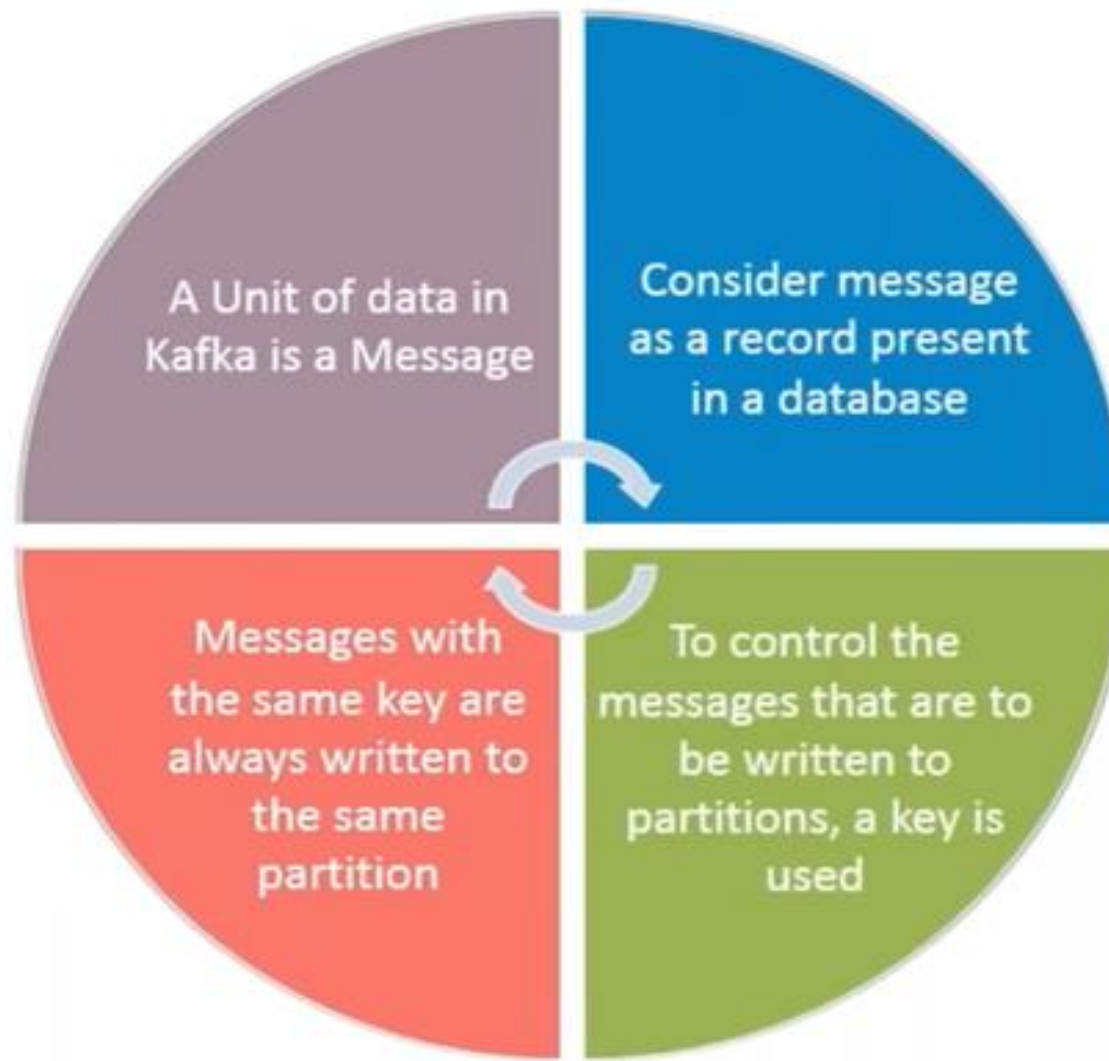 A Unit of data in
Kafka is a Message
Consider message
as a record present
in a database
To control the
messages that are to
be written to
partitions, a key is
used
Messages with
the same key are
always written to
the same
partition